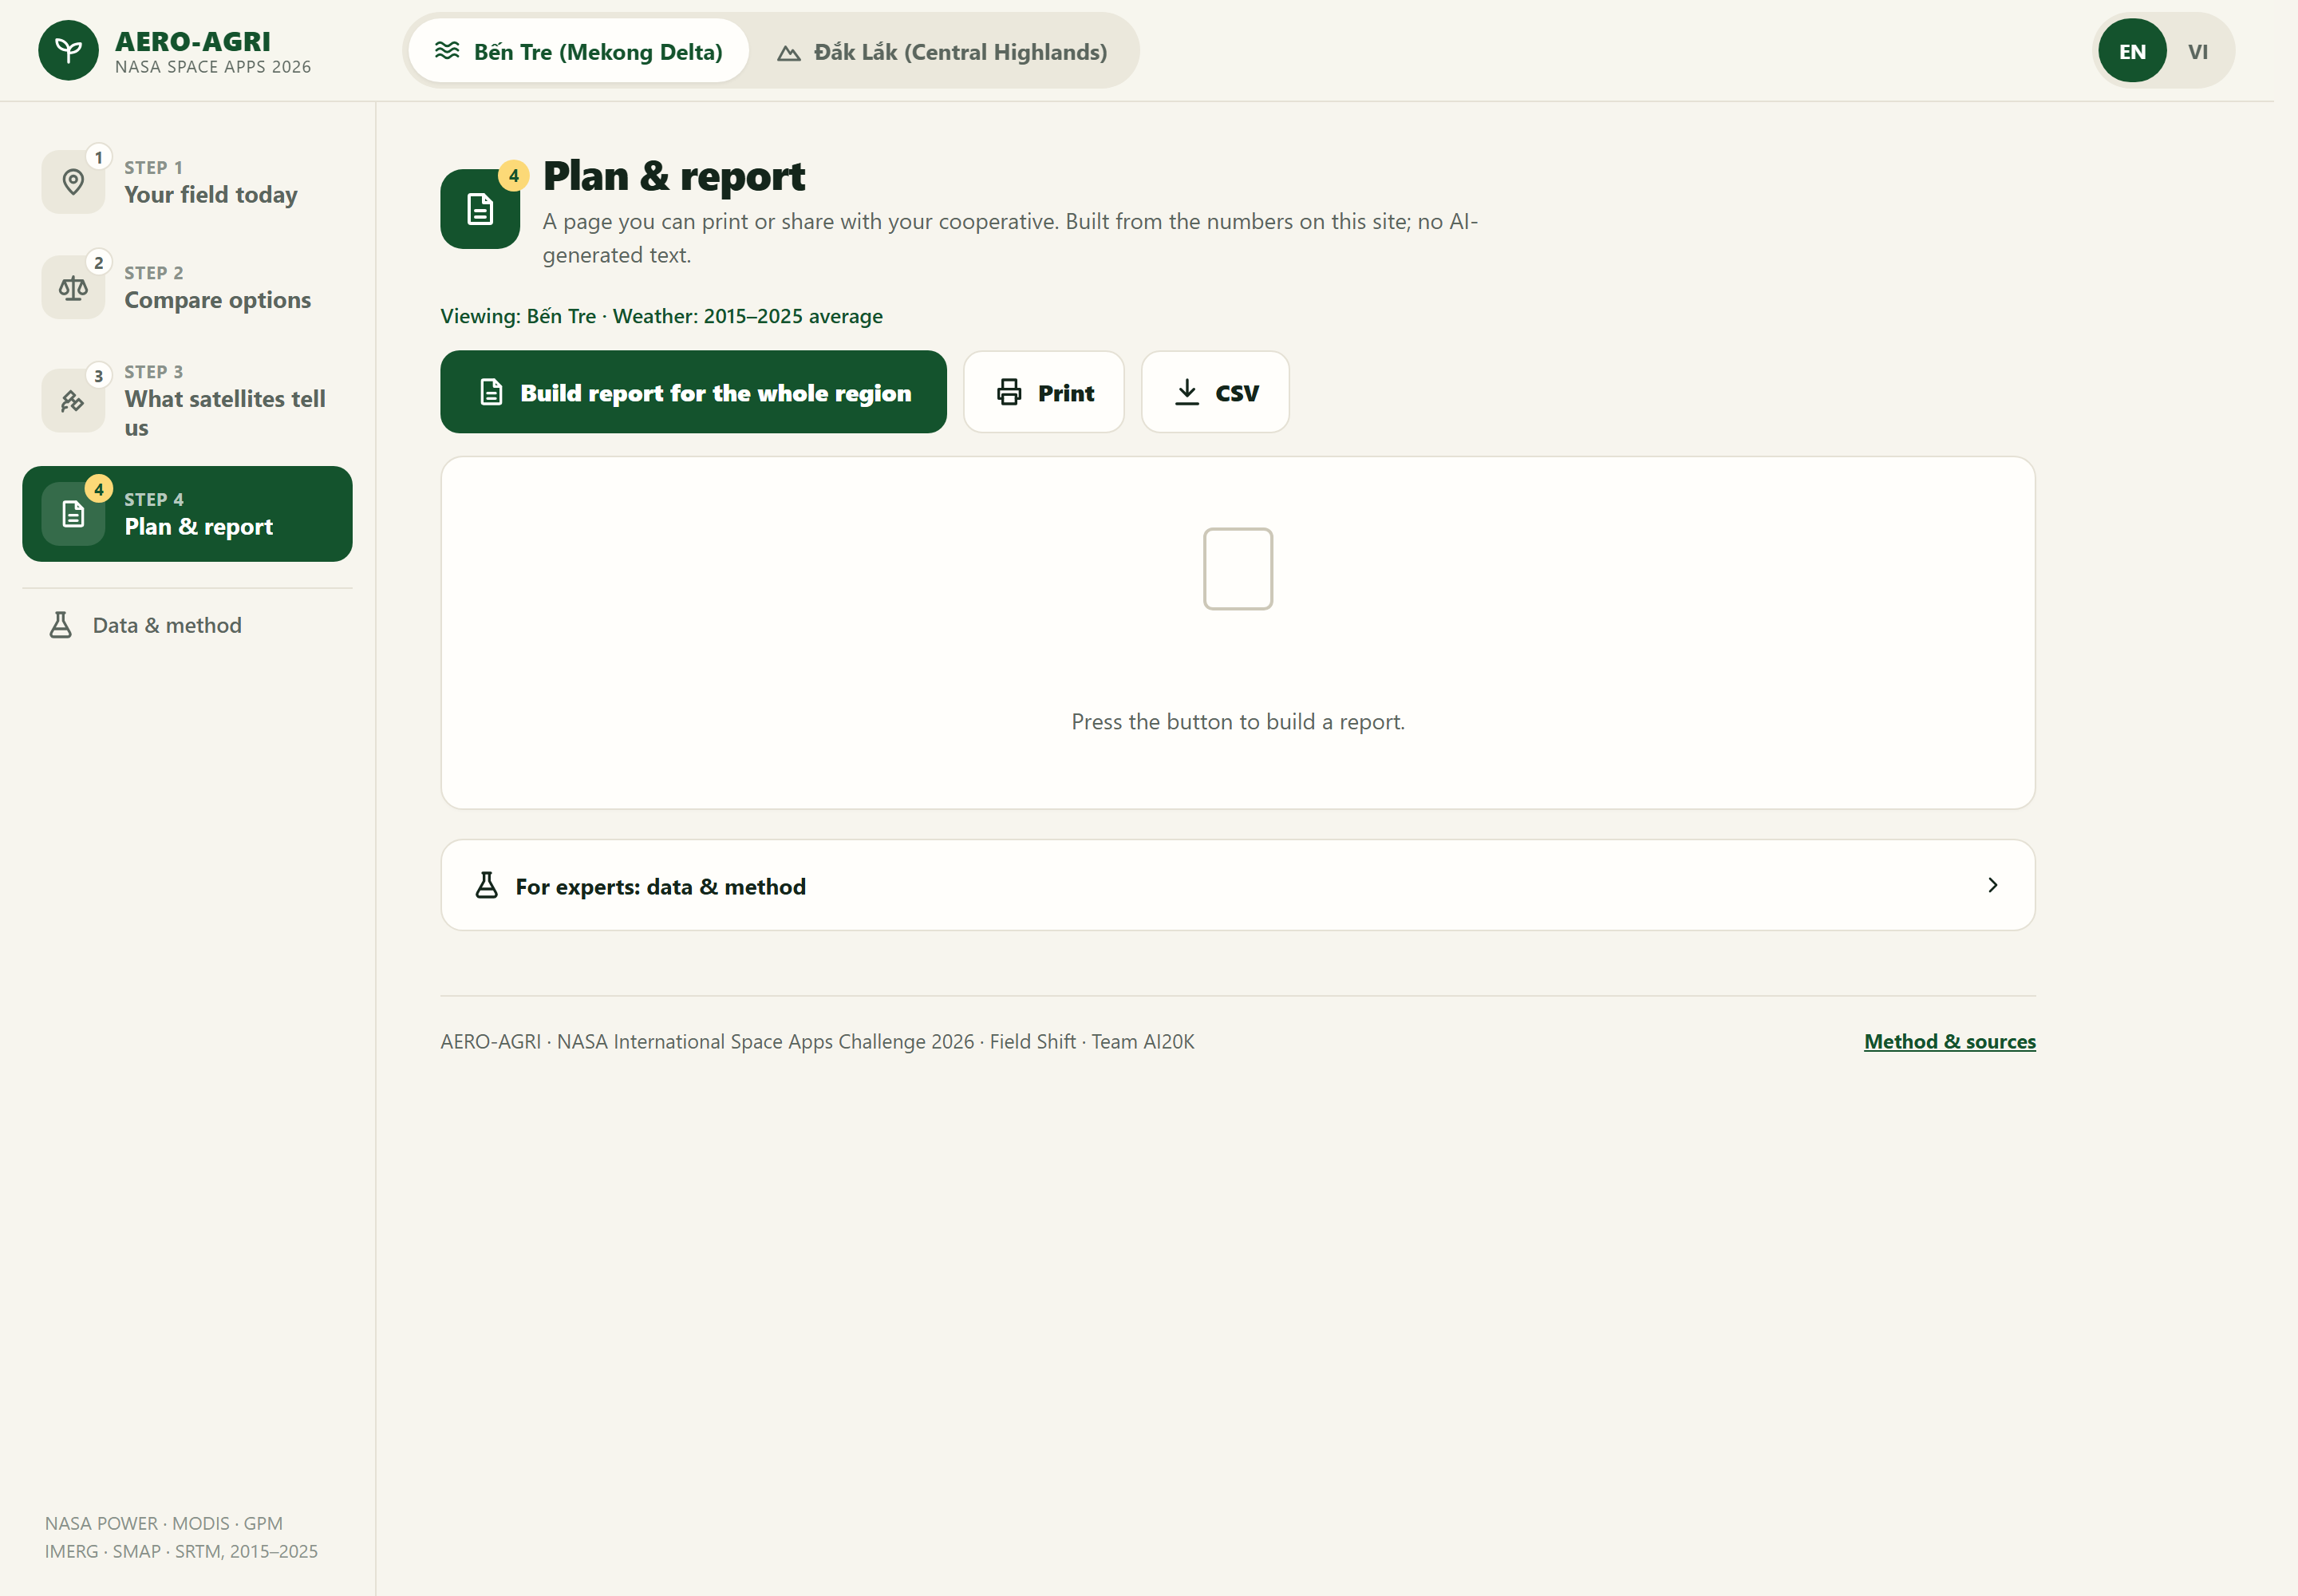 AERO-AGRI
NASA SPACE APPS 2026
Bến Tre (Mekong Delta)
Đắk Lắk (Central Highlands)
EN
VI
1
STEP 1
Your field today
2
STEP 2
Compare options
3
STEP 3
What satellites tell
us
4
STEP 4
Plan & report
Data & method
NASA POWER · MODIS · GPM
IMERG · SMAP · SRTM, 2015–2025
4
Plan & report
A page you can print or share with your cooperative. Built from the numbers on this site; no AI-
generated text.
Viewing: Bến Tre · Weather: 2015–2025 average
Build report for the whole region
Print
CSV
Press the button to build a report.
For experts: data & method
AERO-AGRI · NASA International Space Apps Challenge 2026 · Field Shift · Team AI20K
Method & sources